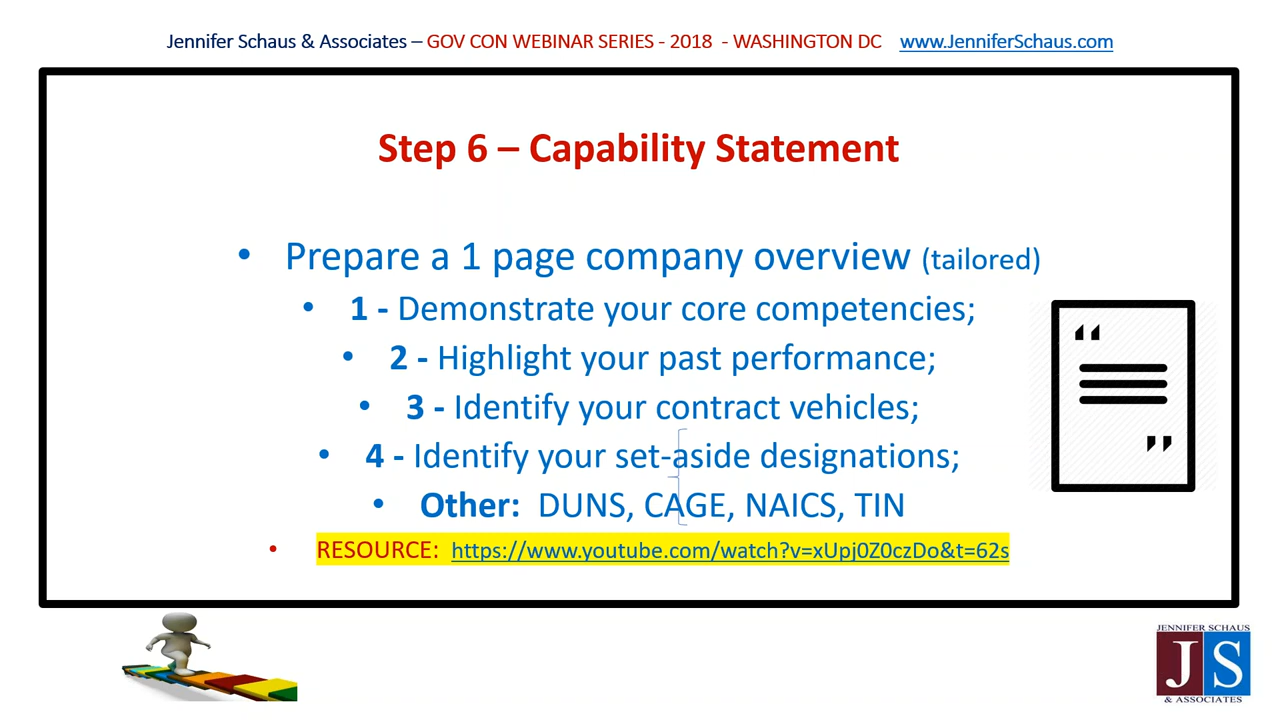 Jennifer Schaus & Associates – GOV CON WEBINAR SERIES - 2018 - WASHINGTON DC www.JenniferSchaus.com
Step 6 – Capability Statement
• Prepare a 1 page company overview (tailored)
• 1 - Demonstrate your core competencies;
• 2 - Highlight your past performance;
• 3 - Identify your contract vehicles;
• 4 - Identify your set-aside designations;
• Other: DUNS, CAGE, NAICS, TIN
• RESOURCE: https://www.youtube.com/watch?v=xUpj0Z0czDo&t=62s
JENNIFER SCHAUS
JS
& ASSOCIATES